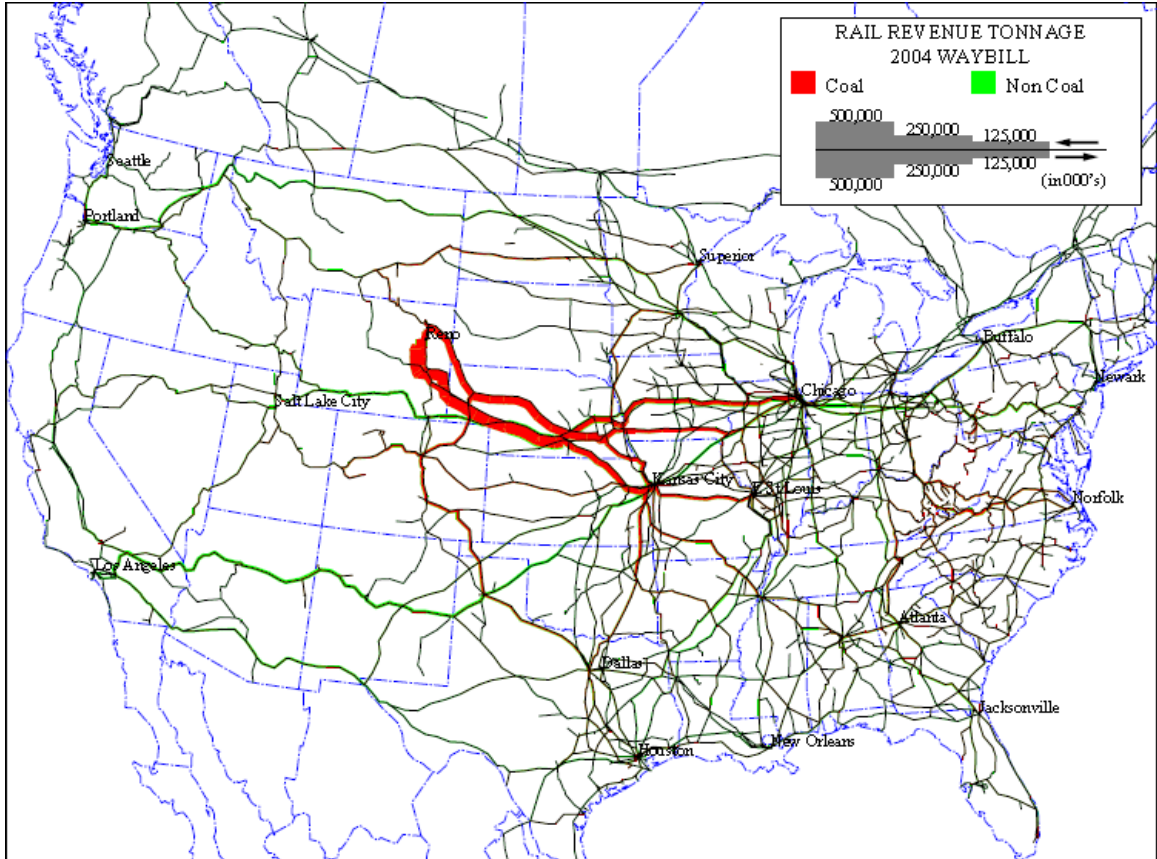 RAIL REVENUE TONNAGE
2004 WAYBILL
Coal
Non Coal
500,000
250,000
125,000
500,000
250,000
125,000
(in000's)
Seattle
Portland
Superior
Reno
Buffalo
Chicago
Newark
Salt Lake City
Kansas City
E St Louis
Norfolk
Los Angeles
Atlanta
Dallas
Jacksonville
New Orleans
Houston